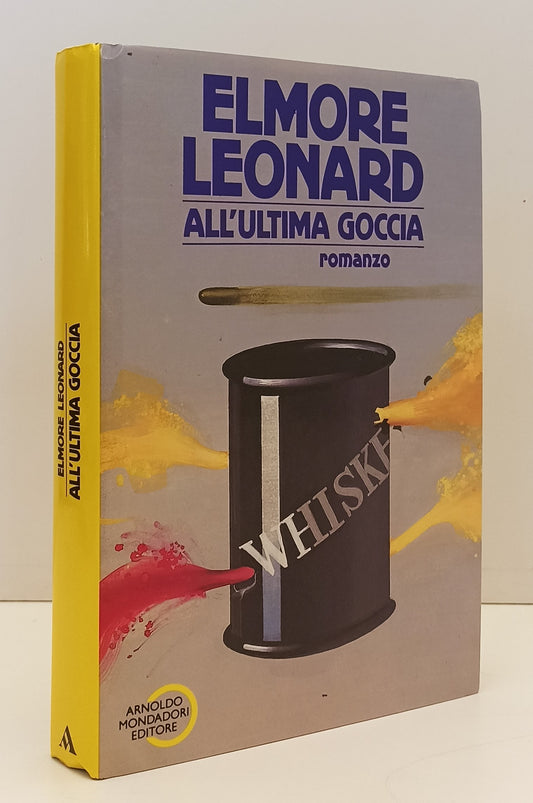 ELMORE
LEONARD
ALL'ULTIMA GOCCIA
romanzo
WHISKE
ARNOLDO
MONDADORI
EDITORE
ELMORE LEONARD
ALL'ULTIMA GOCCIA
A